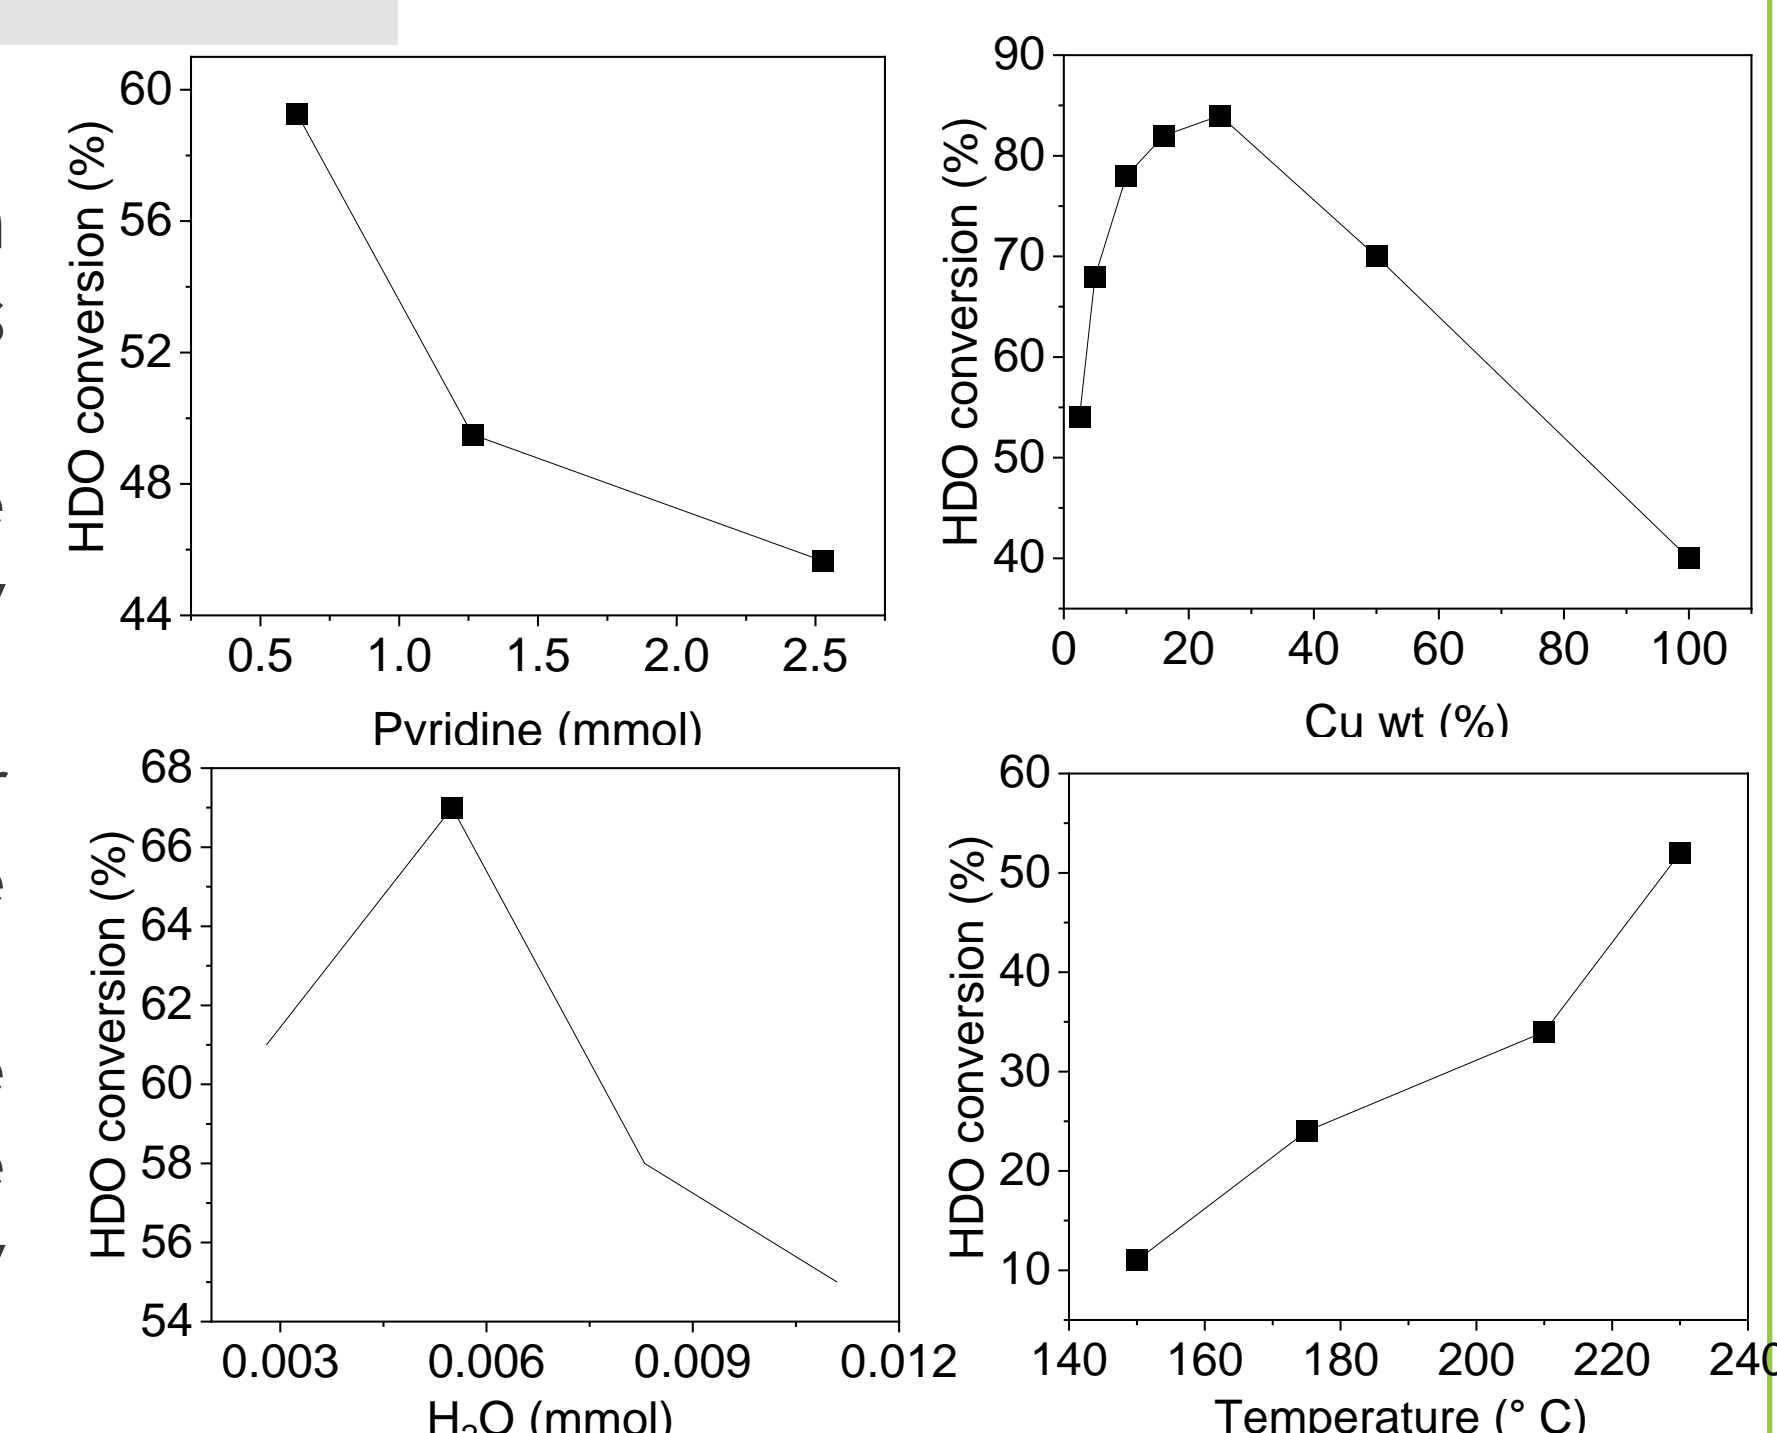 60
56
52
48
44
HDO conversion (%)
0.5 1.0 1.5 2.0 2.5
Pyridine (mmol)
90
80
70
60
50
40
HDO conversion (%)
0 20 40 60 80 100
Cu wt (%)
68
66
64
62
60
58
56
54
HDO conversion (%)
0.003 0.006 0.009 0.012
H₂O (mmol)
60
50
40
30
20
10
HDO conversion (%)
140 160 180 200 220 240
Temperature (° C)